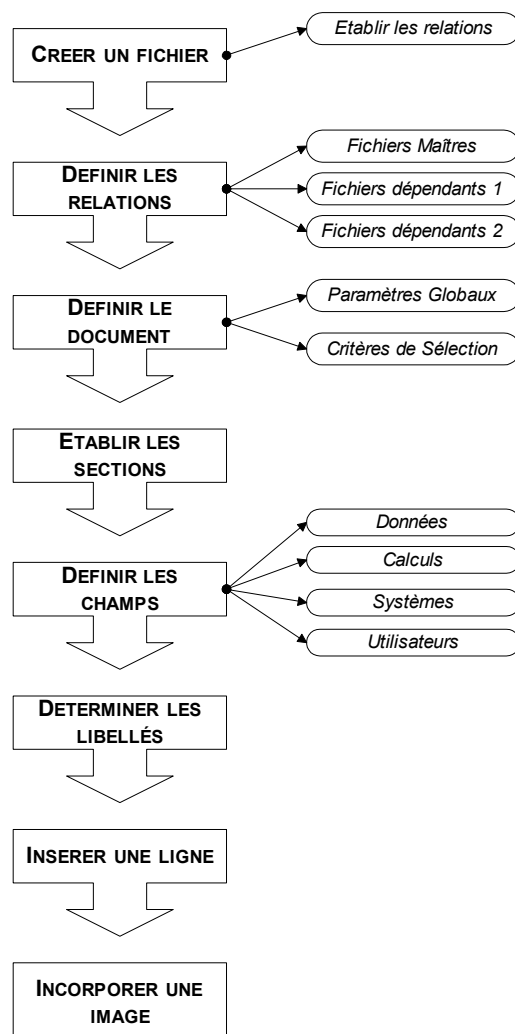 CREER UN FICHIER
Etablir les relations
DEFINIR LES
RELATIONS
Fichiers Maîtres
Fichiers dépendants 1
Fichiers dépendants 2
DEFINIR LE
DOCUMENT
Paramètres Globaux
Critères de Sélection
ETABLIR LES
SECTIONS
DEFINIR LES
CHAMPS
Données
Calculs
Systèmes
Utilisateurs
DETERMINER LES
LIBELLÉS
INSERER UNE LIGNE
INCORPORER UNE
IMAGE